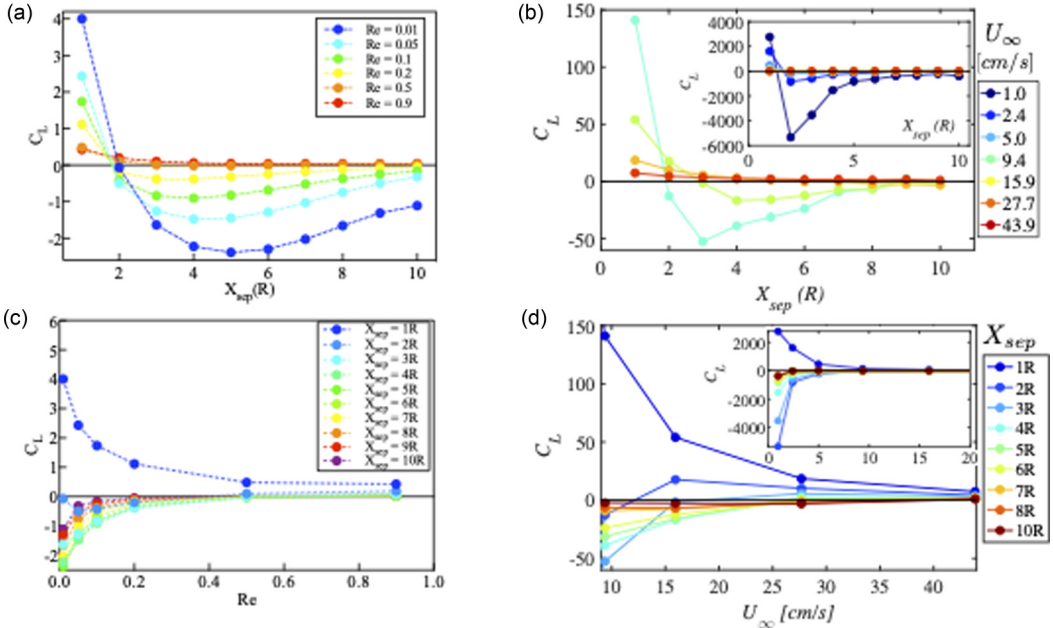 (a)
4
3
2
1
0
-1
-2
C_L
Re = 0.01
Re = 0.05
Re = 0.1
Re = 0.2
Re = 0.5
Re = 0.9
2 4 6 8 10
X_sep(R)
(b)
150
100
50
0
-50
C_L
4000
2000
0
-2000
-4000
-6000
C_L
X_sep (R)
0 5 10
0 2 4 6 8 10
X_sep (R)
U_∞
[cm/s]
1.0
2.4
5.0
9.4
15.9
27.7
43.9
(c)
6
5
4
3
2
1
0
-1
-2
C_L
X_sep = 1R
X_sep = 2R
X_sep = 3R
X_sep = 4R
X_sep = 5R
X_sep = 6R
X_sep = 7R
X_sep = 8R
X_sep = 9R
X_sep = 10R
0.0 0.2 0.4 0.6 0.8 1.0
Re
(d)
150
100
50
0
-50
C_L
2000
0
-2000
-4000
C_L
0 5 10 15 20
10 15 20 25 30 35 40
U_∞ [cm/s]
X_sep
1R
2R
3R
4R
5R
6R
7R
8R
10R